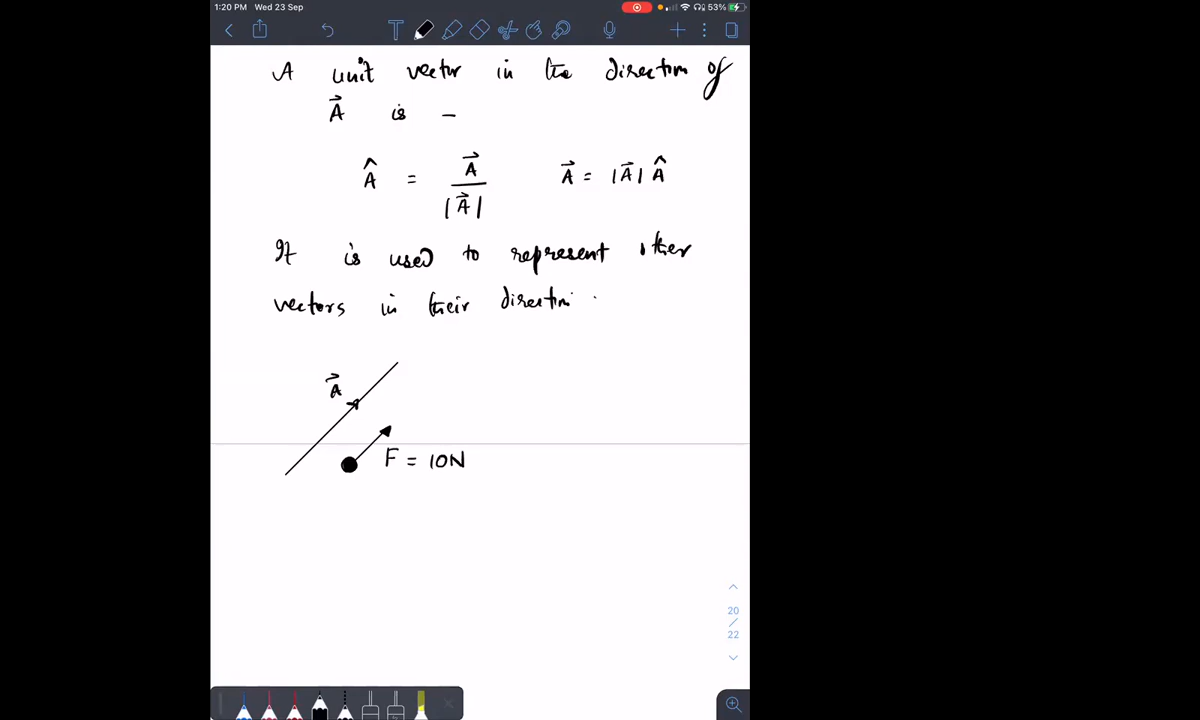 1:20 PM Wed 23 Sep 53%
A unit vector in the direction of
A⃗ is –
Â = A⃗ / |A⃗| A⃗ = |A⃗| Â
It is used to represent other
vectors in their direction.
A⃗
F = 10N
20
/
22